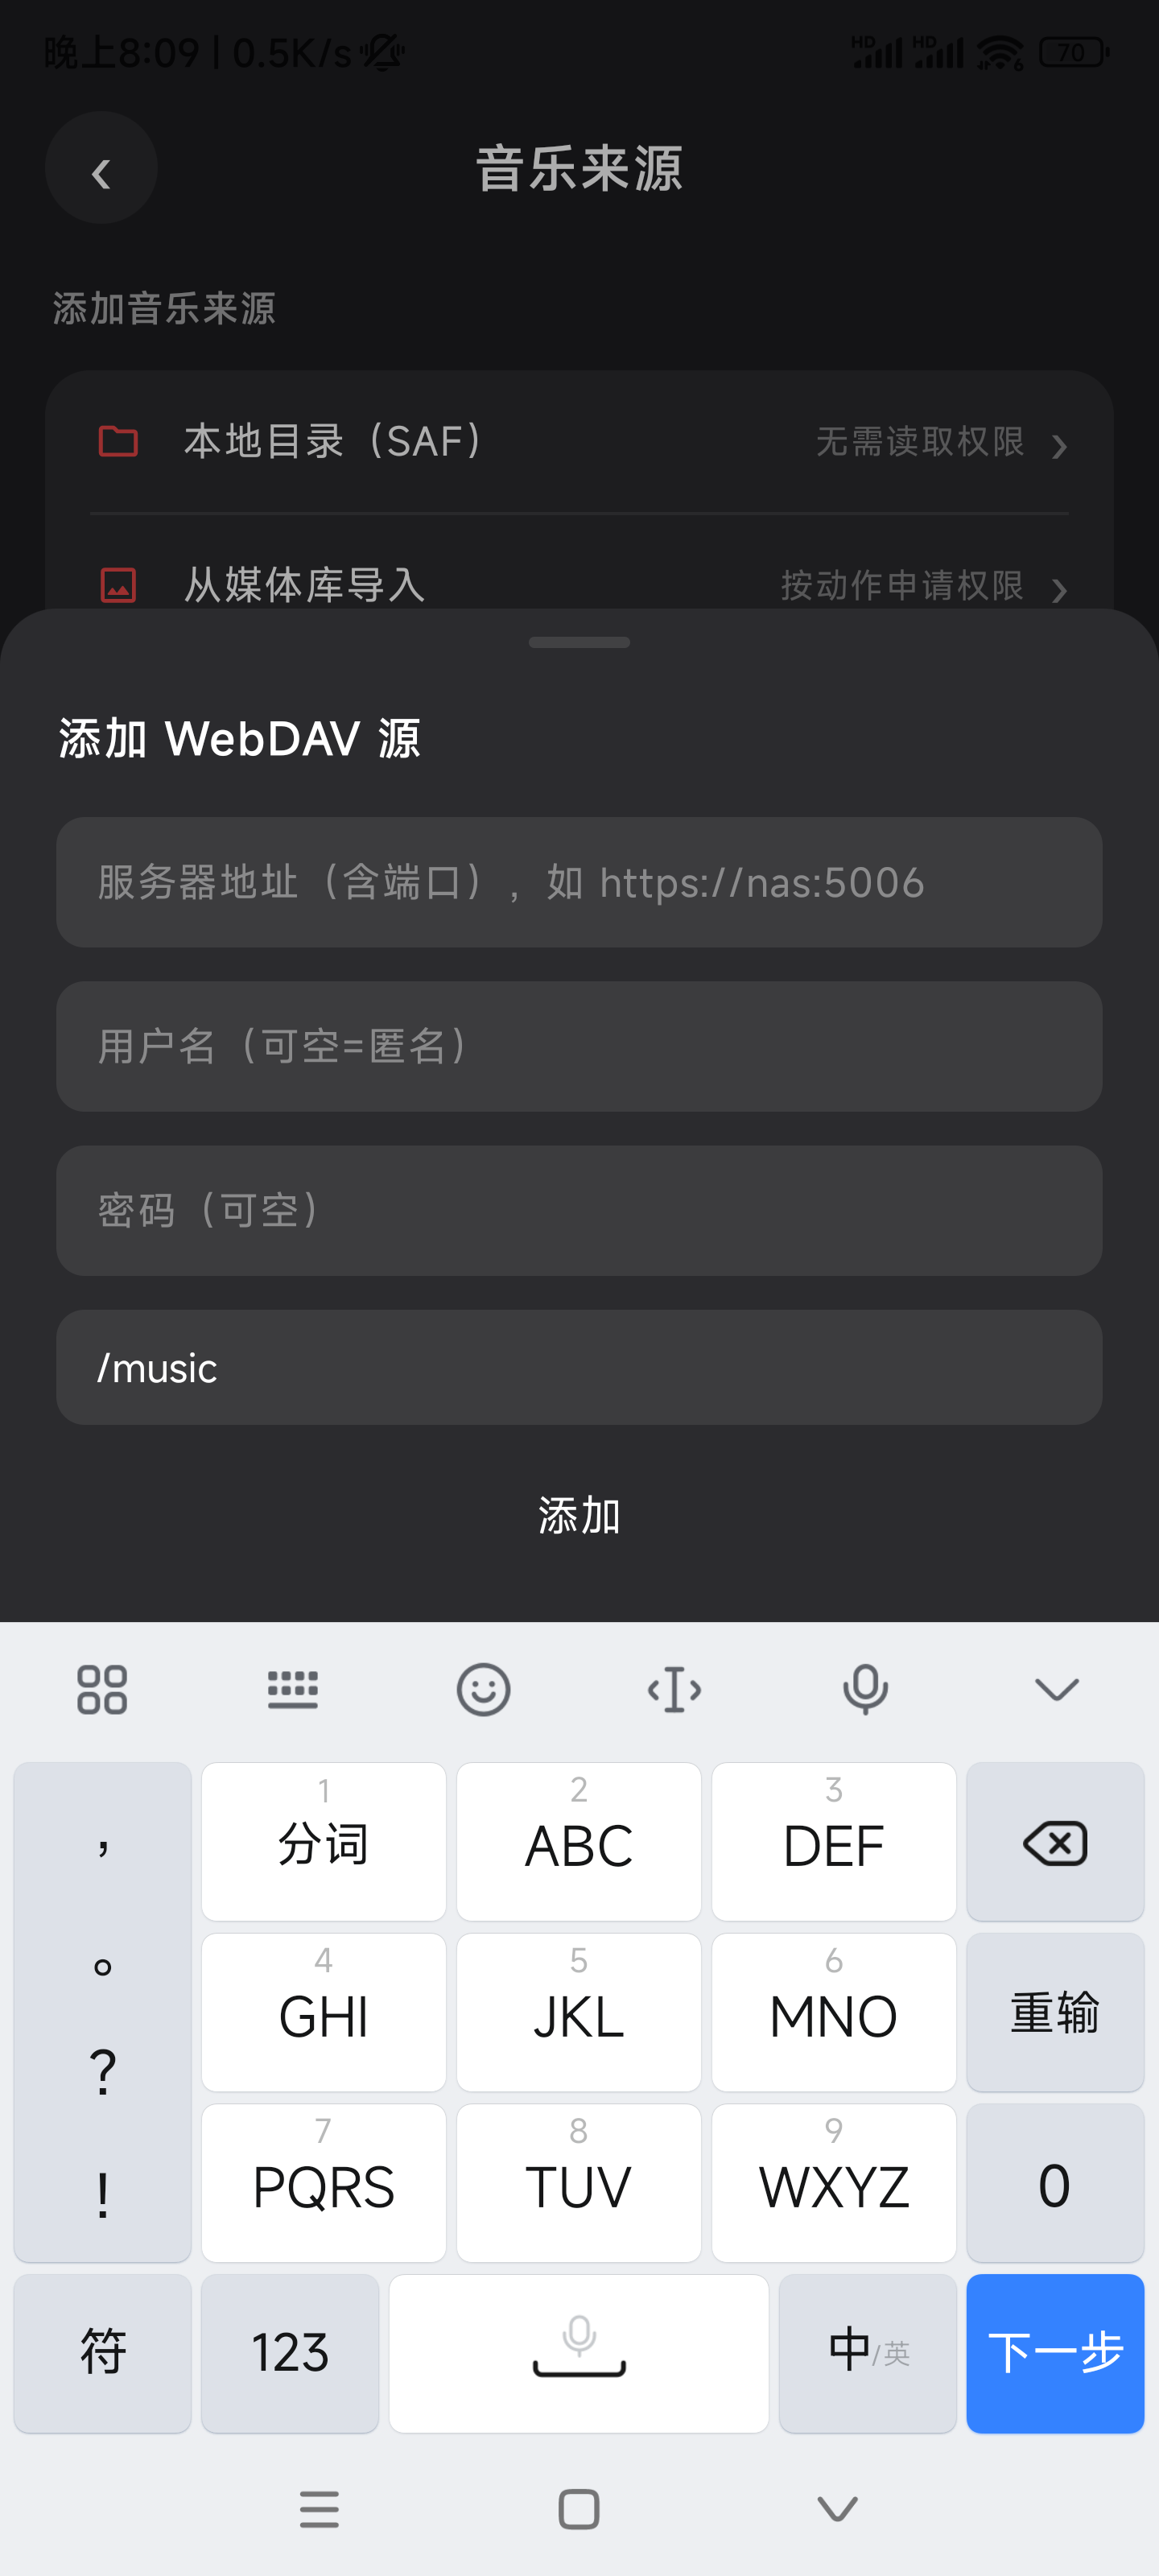 晚上8:09 | 0.5K/s HD HD 6 70
音乐来源
添加音乐来源
本地目录（SAF） 无需读取权限
从媒体库导入 按动作申请权限
添加 WebDAV 源
服务器地址（含端口），如 https://nas:5006
用户名（可空=匿名）
密码（可空）
/music
添加
， 1 2 3
分词 ABC DEF
。 4 5 6
GHI JKL MNO 重输
？ 7 8 9
！ PQRS TUV WXYZ 0
符 123 中/英 下一步